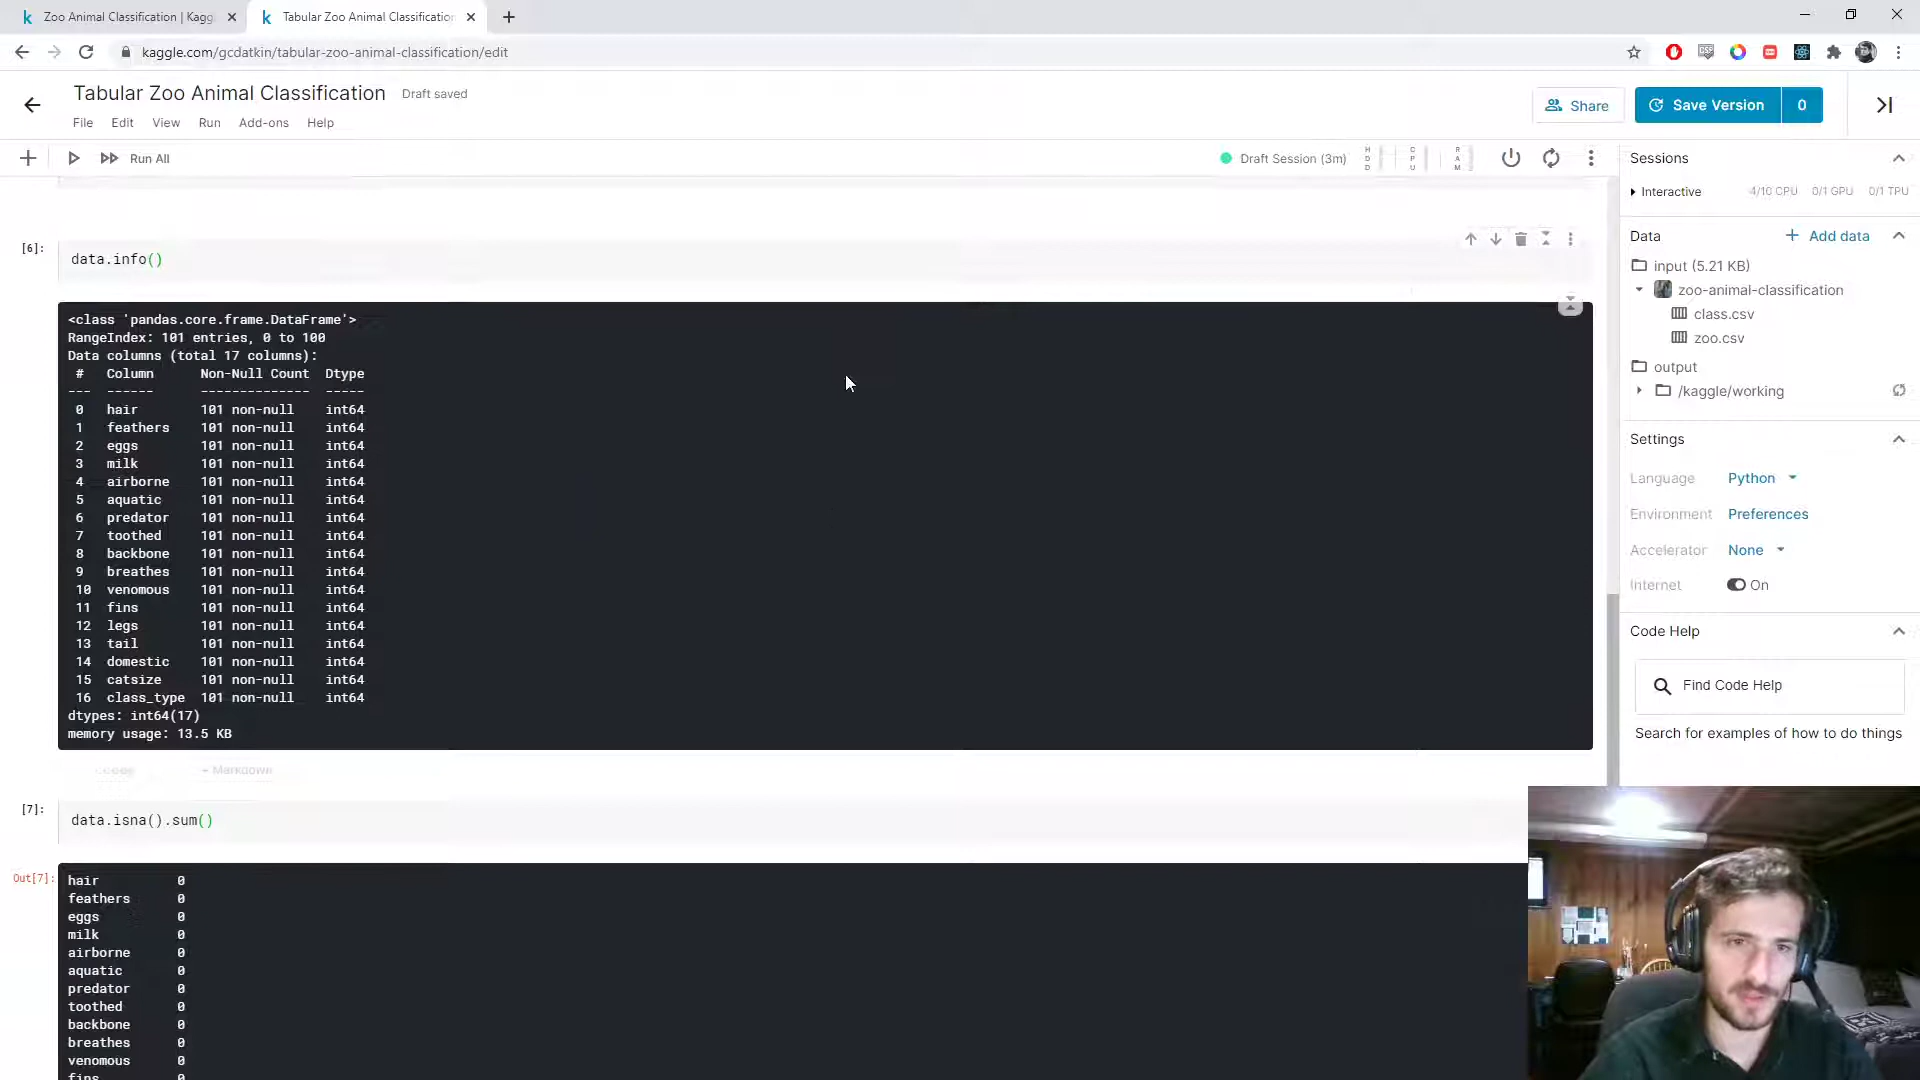 Zoo Animal Classification | Kagg
Tabular Zoo Animal Classification
kaggle.com/gcdatkin/tabular-zoo-animal-classification/edit
Tabular Zoo Animal Classification Draft saved
File Edit View Run Add-ons Help
Share
Save Version 0
Run All
Draft Session (3m)
HDD
CPU
RAM
Sessions
Interactive 4/10 CPU 0/1 GPU 0/1 TPU
Data
Add data
input (5.21 KB)
zoo-animal-classification
class.csv
zoo.csv
output
/kaggle/working
Settings
Language Python
Environment Preferences
Accelerator None
Internet On
Code Help
Find Code Help
Search for examples of how to do things
[6]:
data.info()
<class 'pandas.core.frame.DataFrame'>
RangeIndex: 101 entries, 0 to 100
Data columns (total 17 columns):
# Column Non-Null Count Dtype
--- ------ -------------- -----
0 hair 101 non-null int64
1 feathers 101 non-null int64
2 eggs 101 non-null int64
3 milk 101 non-null int64
4 airborne 101 non-null int64
5 aquatic 101 non-null int64
6 predator 101 non-null int64
7 toothed 101 non-null int64
8 backbone 101 non-null int64
9 breathes 101 non-null int64
10 venomous 101 non-null int64
11 fins 101 non-null int64
12 legs 101 non-null int64
13 tail 101 non-null int64
14 domestic 101 non-null int64
15 catsize 101 non-null int64
16 class_type 101 non-null int64
dtypes: int64(17)
memory usage: 13.5 KB
+ Markdown
[7]:
data.isna().sum()
Out[7]:
hair 0
feathers 0
eggs 0
milk 0
airborne 0
aquatic 0
predator 0
toothed 0
backbone 0
breathes 0
venomous 0
fins 0